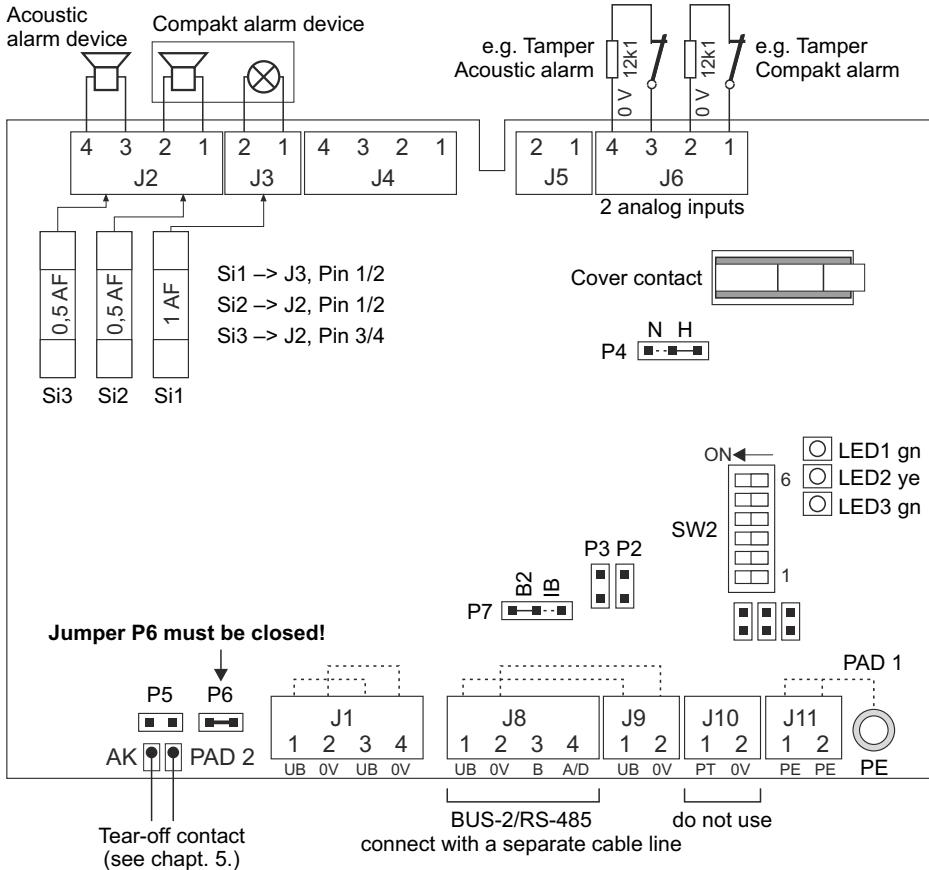 Acoustic
alarm device
Compakt alarm device
e.g. Tamper
Acoustic alarm
0 V 12k1
0 V 12k1
e.g. Tamper
Compakt alarm
4 3 2 1
J2
2 1
J3
4 3 2 1
J4
2 1
J5
4 3 2 1
J6
2 analog inputs
0,5 AF
0,5 AF
1 AF
Si3 Si2 Si1
Si1 –> J3, Pin 1/2
Si2 –> J2, Pin 1/2
Si3 –> J2, Pin 3/4
Cover contact
N H
P4
ON
6
SW2
1
LED1 gn
LED2 ye
LED3 gn
P3 P2
B2 IB
P7
Jumper P6 must be closed!
P5 P6
AK PAD 2
J1
1 2 3 4
UB 0V UB 0V
J8
1 2 3 4
UB 0V B A/D
J9
1 2
UB 0V
J10
1 2
PT 0V
J11
1 2
PE PE
PAD 1
PE
Tear-off contact
(see chapt. 5.)
BUS-2/RS-485
connect with a separate cable line
do not use